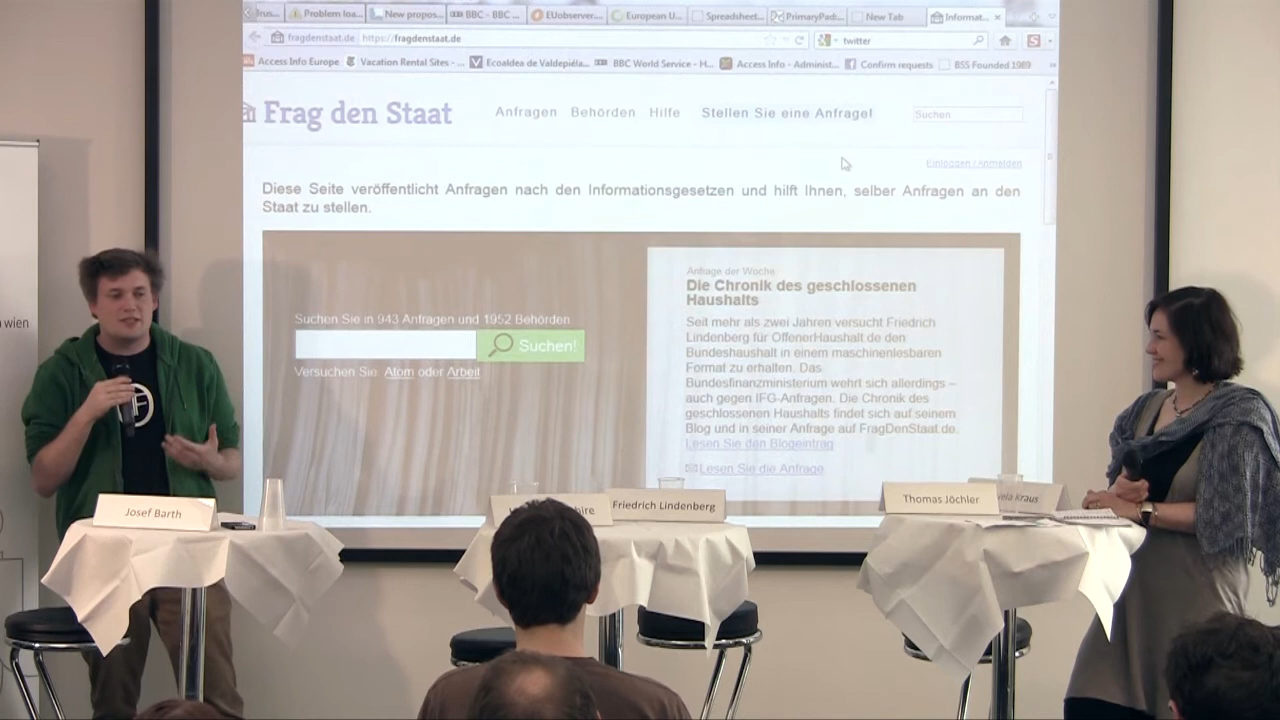 Problem loa...
New propos...
BBC - BBC ...
EUobserver....
European U...
Spreadsheet...
PrimaryPad:...
New Tab
Informat...
fragdenstaat.de
https://fragdenstaat.de
twitter
Access Info Europe
Vacation Rental Sites - ...
Ecoaldea de Valdepiéla...
BBC World Service - H...
Access Info - Administ...
Confirm requests
BSS Founded 1989
Frag den Staat
Anfragen
Behörden
Hilfe
Stellen Sie eine Anfrage!
Suchen
Einloggen / Anmelden
Diese Seite veröffentlicht Anfragen nach den Informationsgesetzen und hilft Ihnen, selber Anfragen an den
Staat zu stellen.
Suchen Sie in 943 Anfragen und 1952 Behörden
Suchen!
Versuchen Sie: Atom oder Arbeit
Anfrage der Woche
Die Chronik des geschlossenen
Haushalts
Seit mehr als zwei Jahren versucht Friedrich
Lindenberg für OffenerHaushalt.de den
Bundeshaushalt in einem maschinenlesbaren
Format zu erhalten. Das
Bundesfinanzministerium wehrt sich allerdings –
auch gegen IFG-Anfragen. Die Chronik des
geschlossenen Haushalts findet sich auf seinem
Blog und in seiner Anfrage auf FragDenStaat.de.
Lesen Sie den Blogeintrag
Lesen Sie die Anfrage
wien
Josef Barth
Friedrich Lindenberg
Thomas Jöchler
Kraus